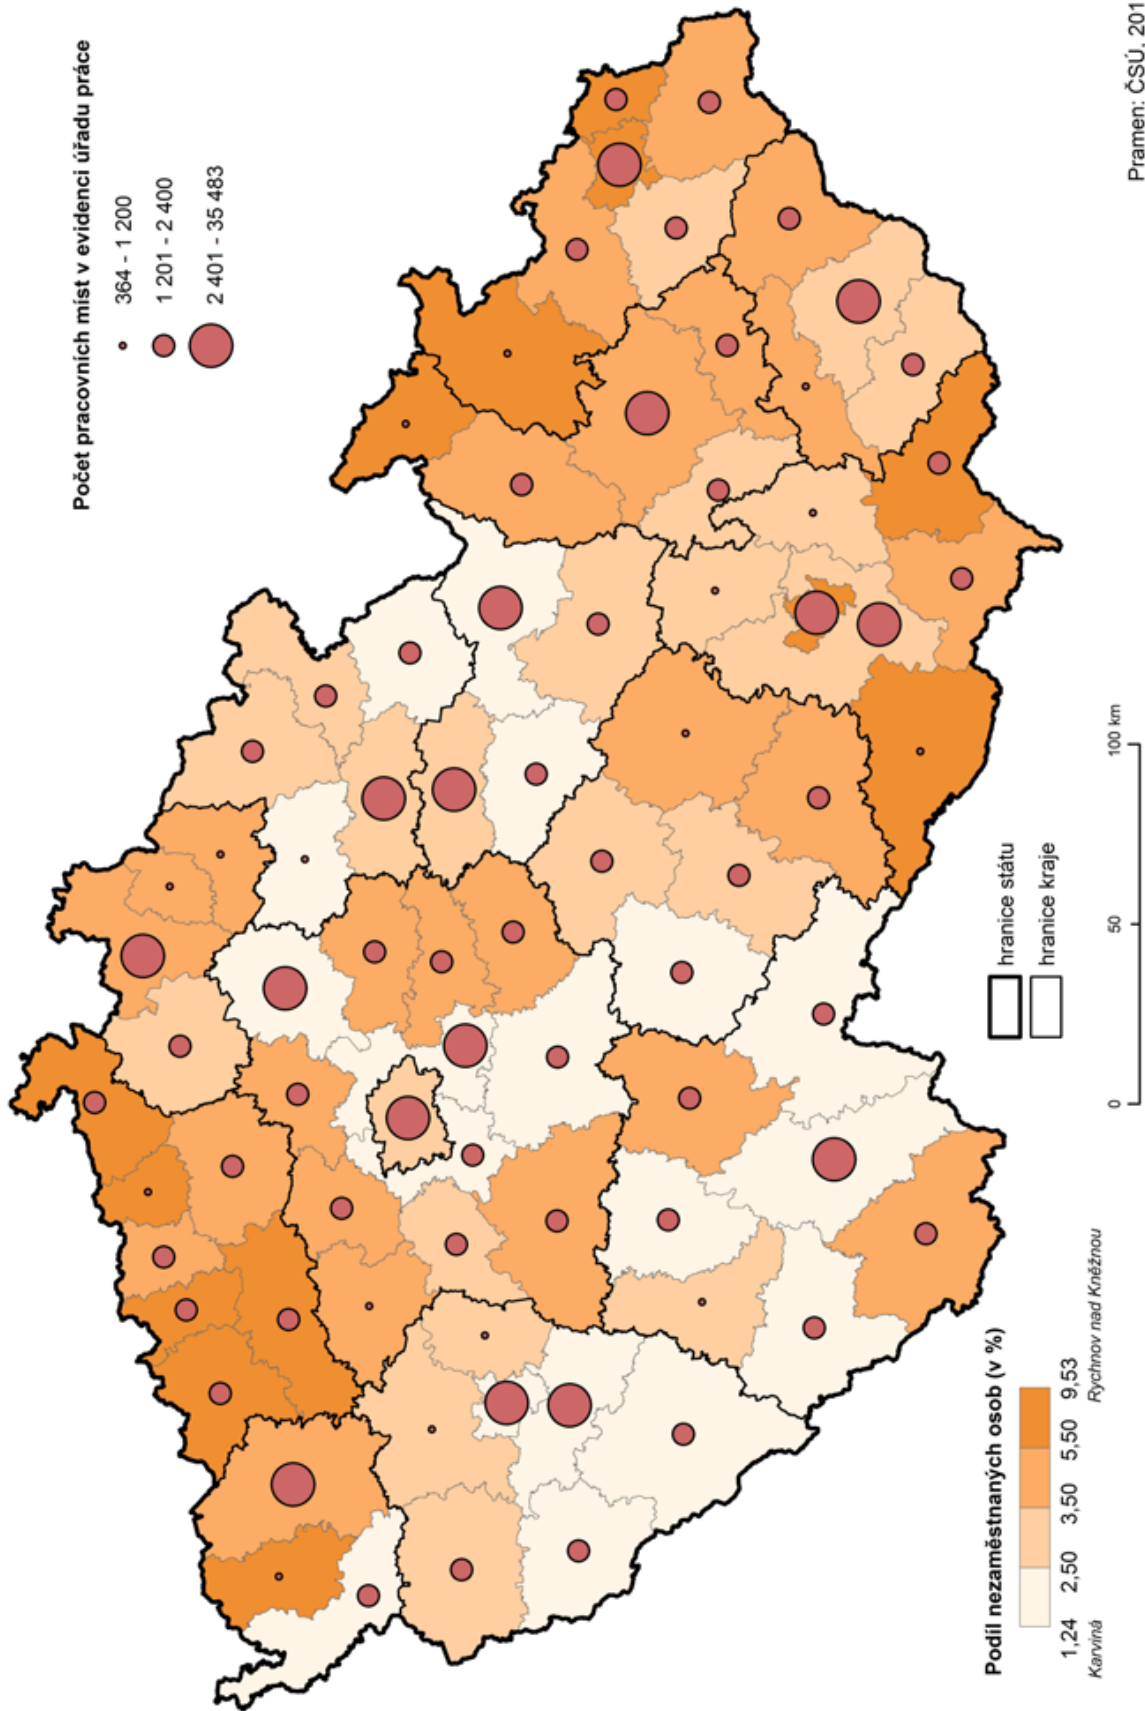 Počet pracovních míst v evidenci úřadu práce
364 - 1 200
1 201 - 2 400
2 401 - 35 483
Podíl nezaměstnaných osob (v %)
1,24 2,50 3,50 5,50 9,53
Karviná Rychnov nad Kněžnou
hranice státu
hranice kraje
0 50 100 km
Pramen: ČSÚ, 201